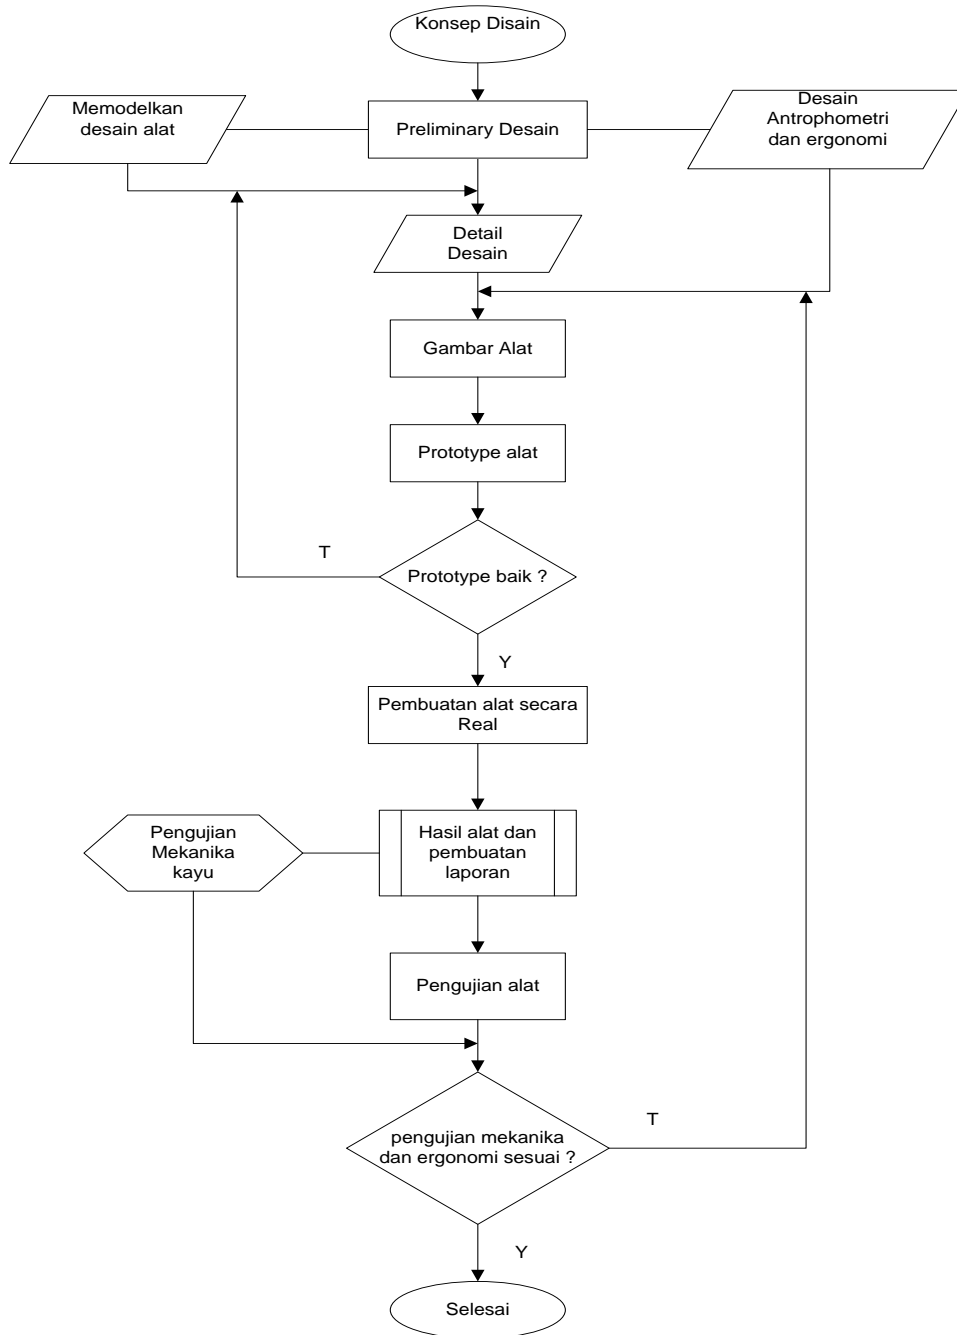 Konsep Disain
Memodelkan
desain alat
Preliminary Desain
Desain
Antrophometri
dan ergonomi
Detail
Desain
Gambar Alat
Prototype alat
T
Prototype baik ?
Y
Pembuatan alat secara
Real
Pengujian
Mekanika
kayu
Hasil alat dan
pembuatan
laporan
Pengujian alat
T
pengujian mekanika
dan ergonomi sesuai ?
Y
Selesai